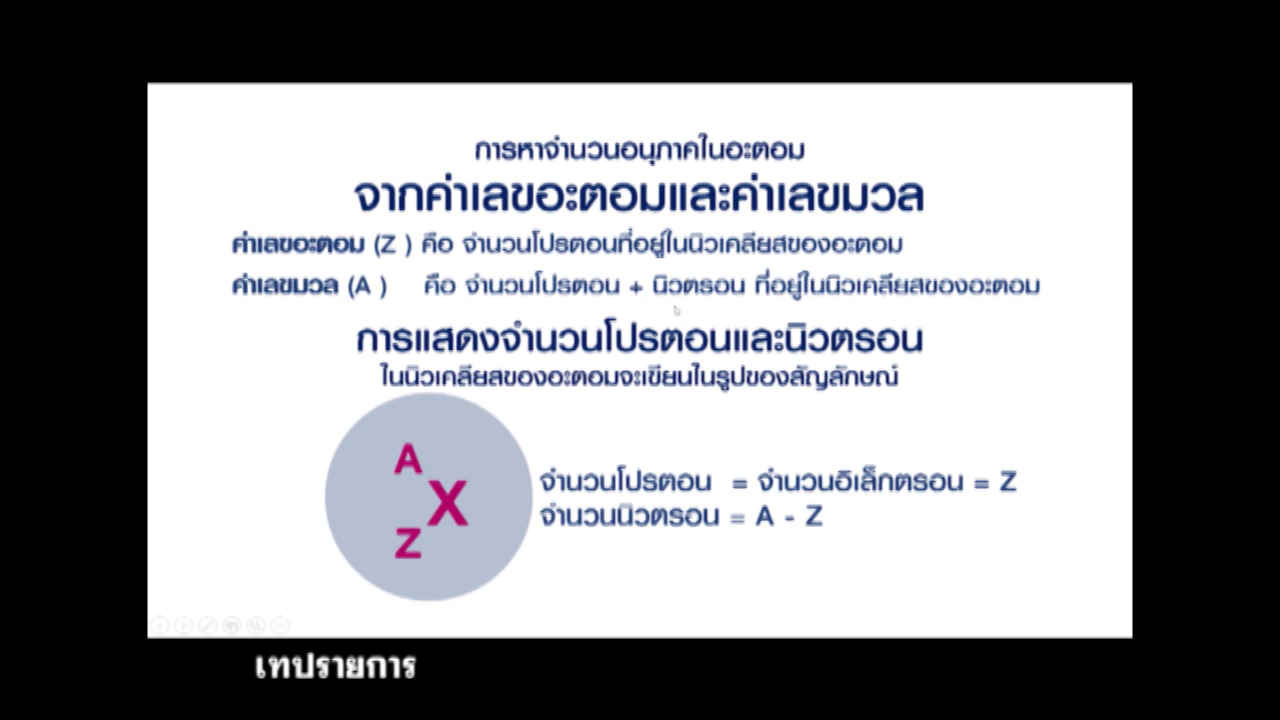 การหาจำนวนอนุภาคในอะตอม
จากค่าเลขอะตอมและค่าเลขมวล
ค่าเลขอะตอม (Z ) คือ จำนวนโปรตอนที่อยู่ในนิวเคลียสของอะตอม
ค่าเลขมวล (A ) คือ จำนวนโปรตอน + นิวตรอน ที่อยู่ในนิวเคลียสของอะตอม
การแสดงจำนวนโปรตอนและนิวตรอน
ในนิวเคลียสของอะตอมจะเขียนในรูปของสัญลักษณ์
A
X
Z
จำนวนโปรตอน = จำนวนอิเล็กตรอน = Z
จำนวนนิวตรอน = A - Z
เทปรายการ